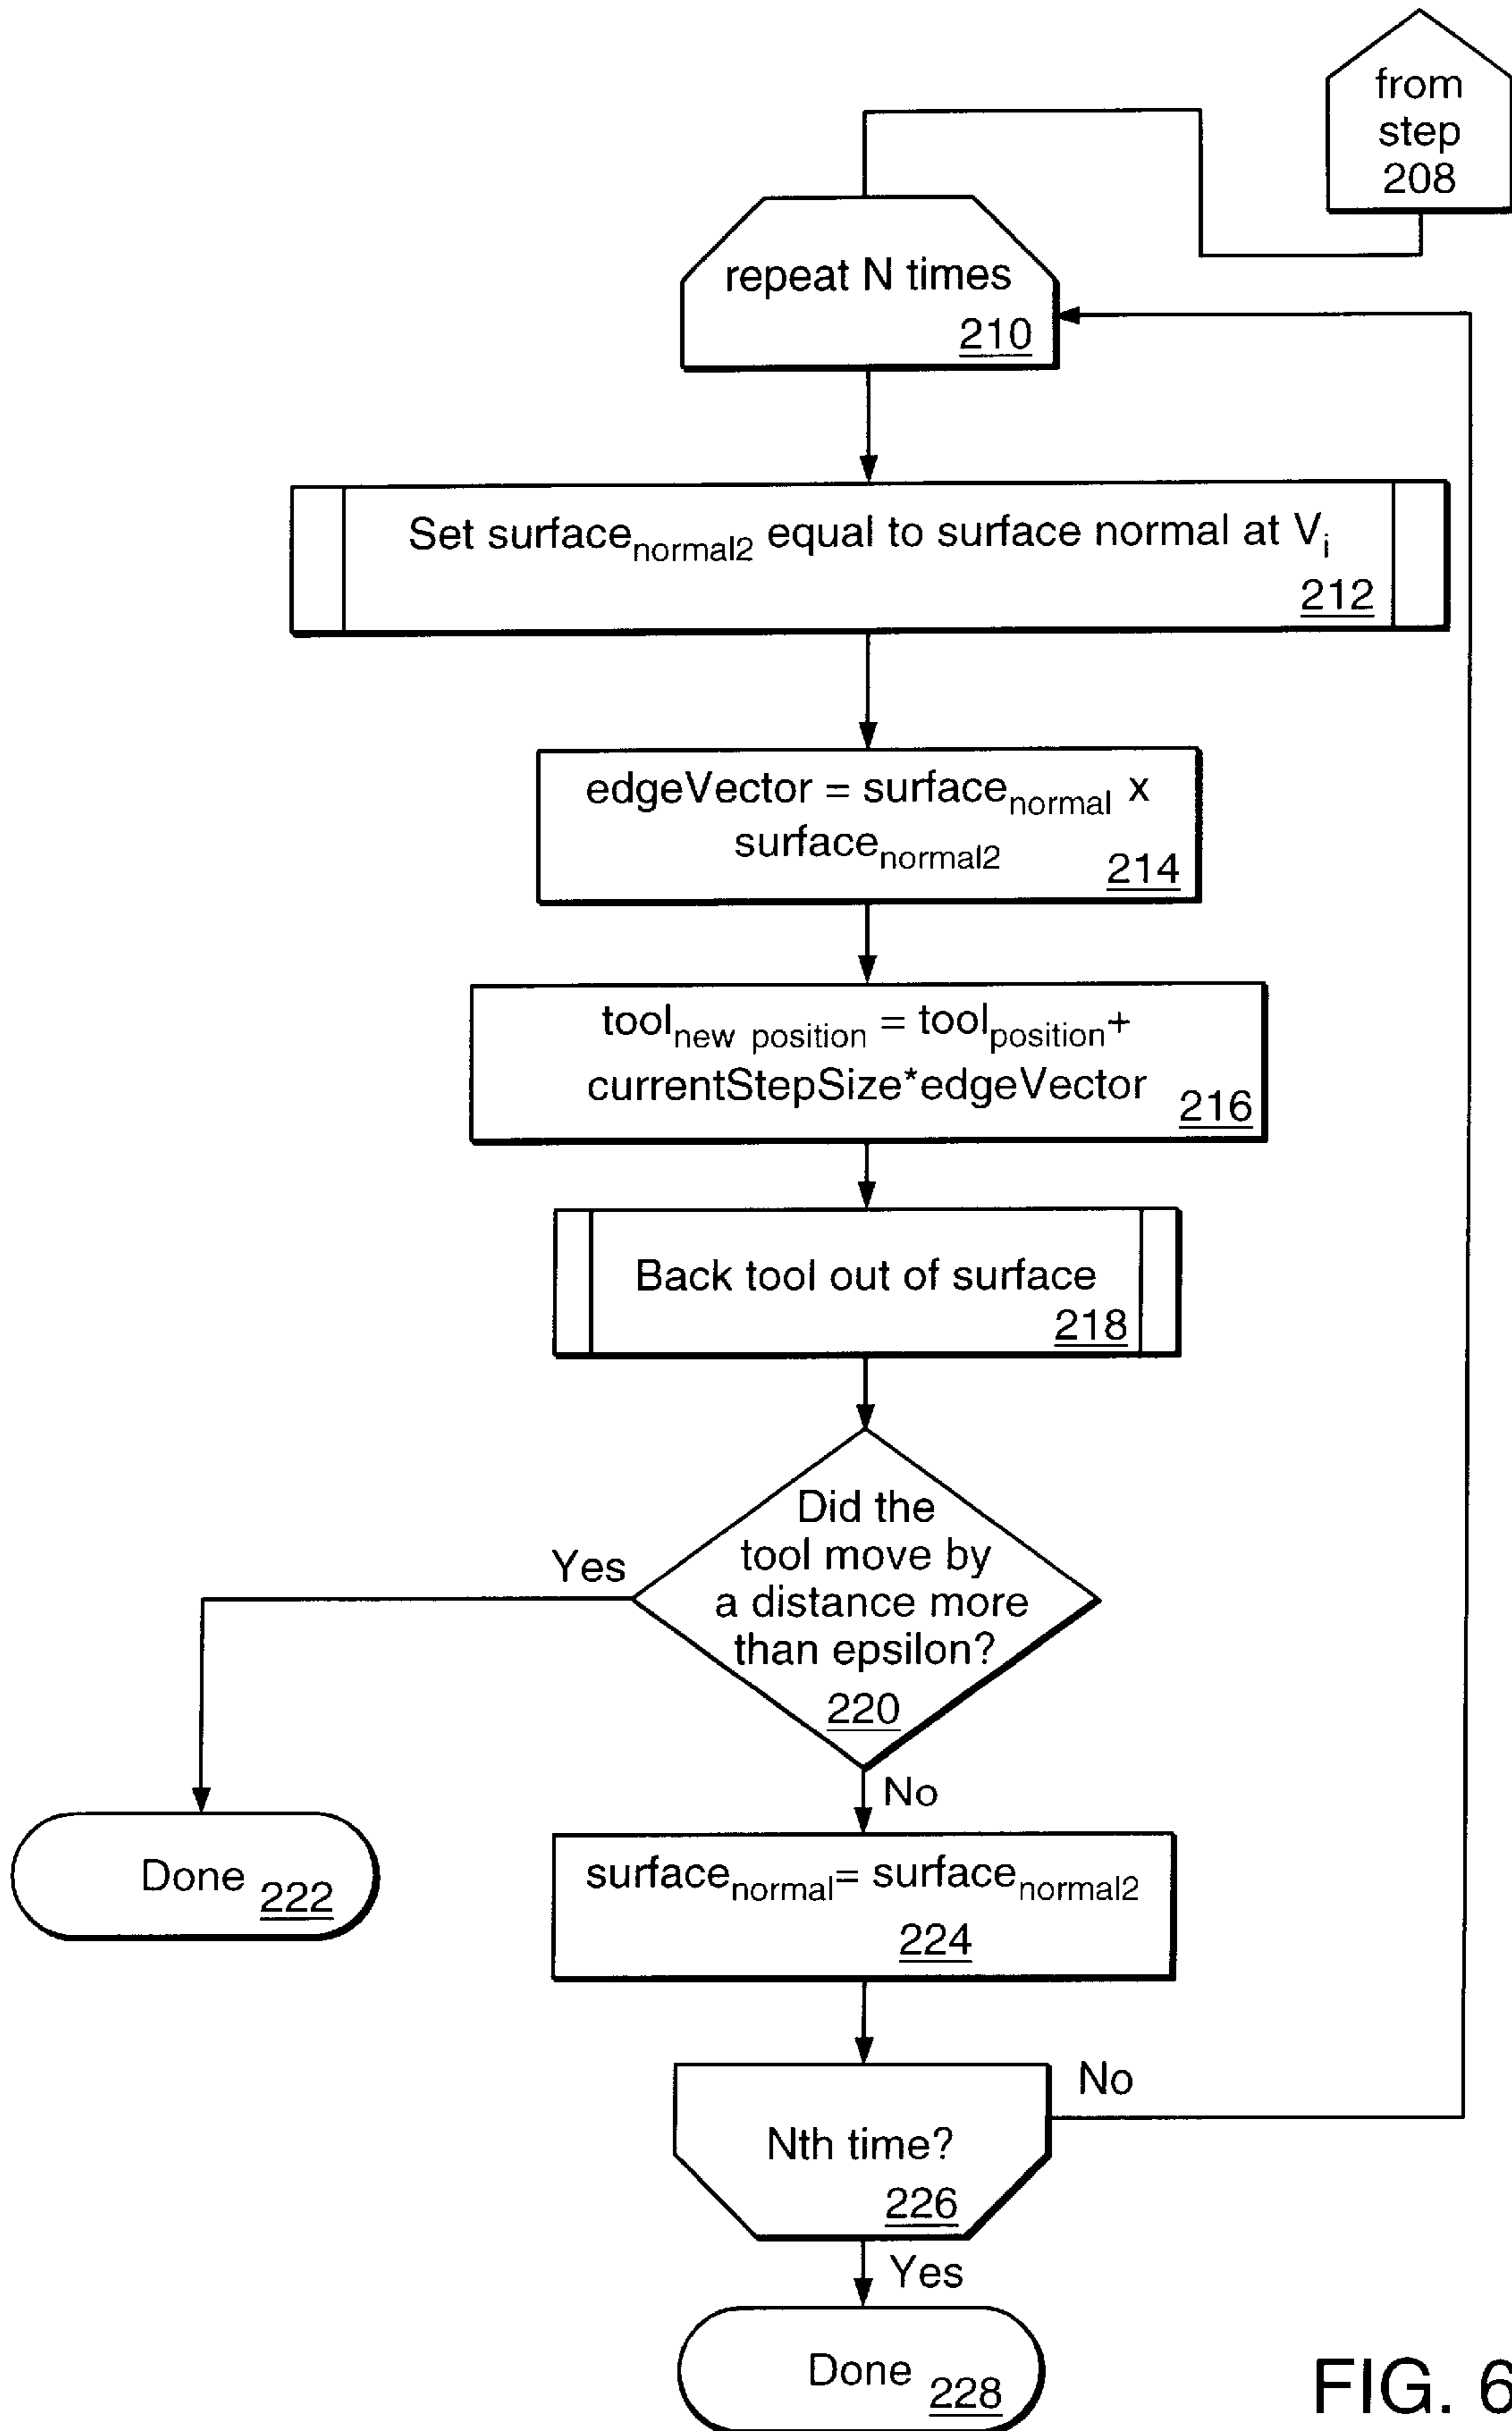 from
step
208
repeat N times
210
Set surface_normal2 equal to surface normal at V_i
212
edgeVector = surface_normal x
surface_normal2
214
tool_new position = tool_position+
currentStepSize*edgeVector
216
Back tool out of surface
218
Did the
tool move by
a distance more
than epsilon?
220
Yes
No
Done 222
surface_normal= surface_normal2
224
No
Nth time?
226
Yes
Done 228
FIG. 6